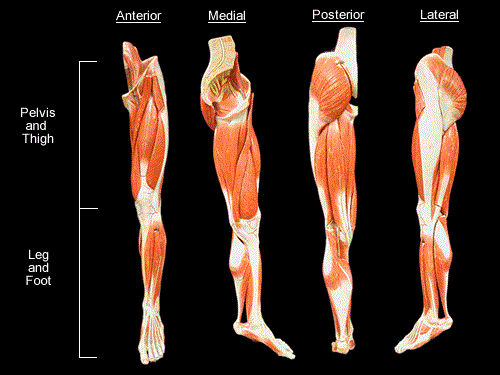 Anterior
Medial
Posterior
Lateral
Pelvis
and
Thigh
Leg
and
Foot